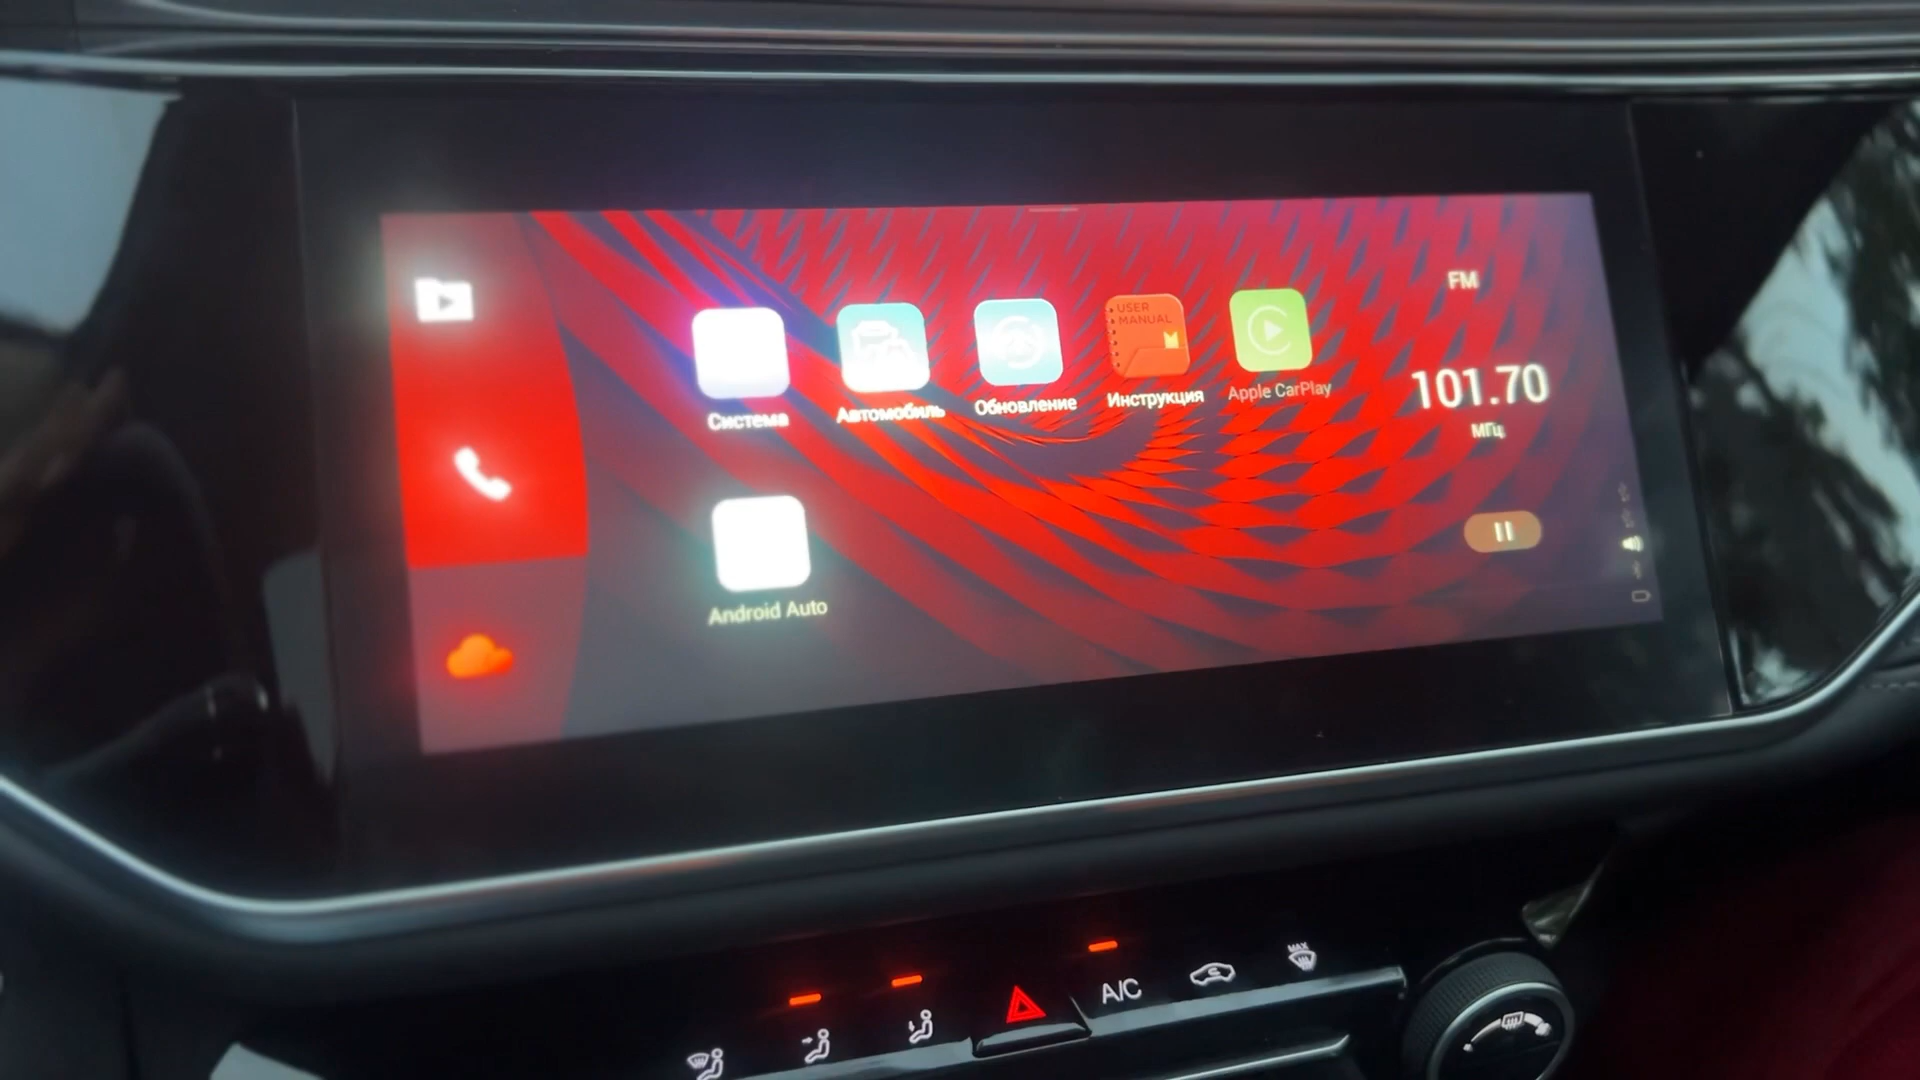 USER
MANUAL
Система
Автомобиль
Обновление
Инструкция
Apple CarPlay
Android Auto
FM
101.70
МГц
A/C
MAX